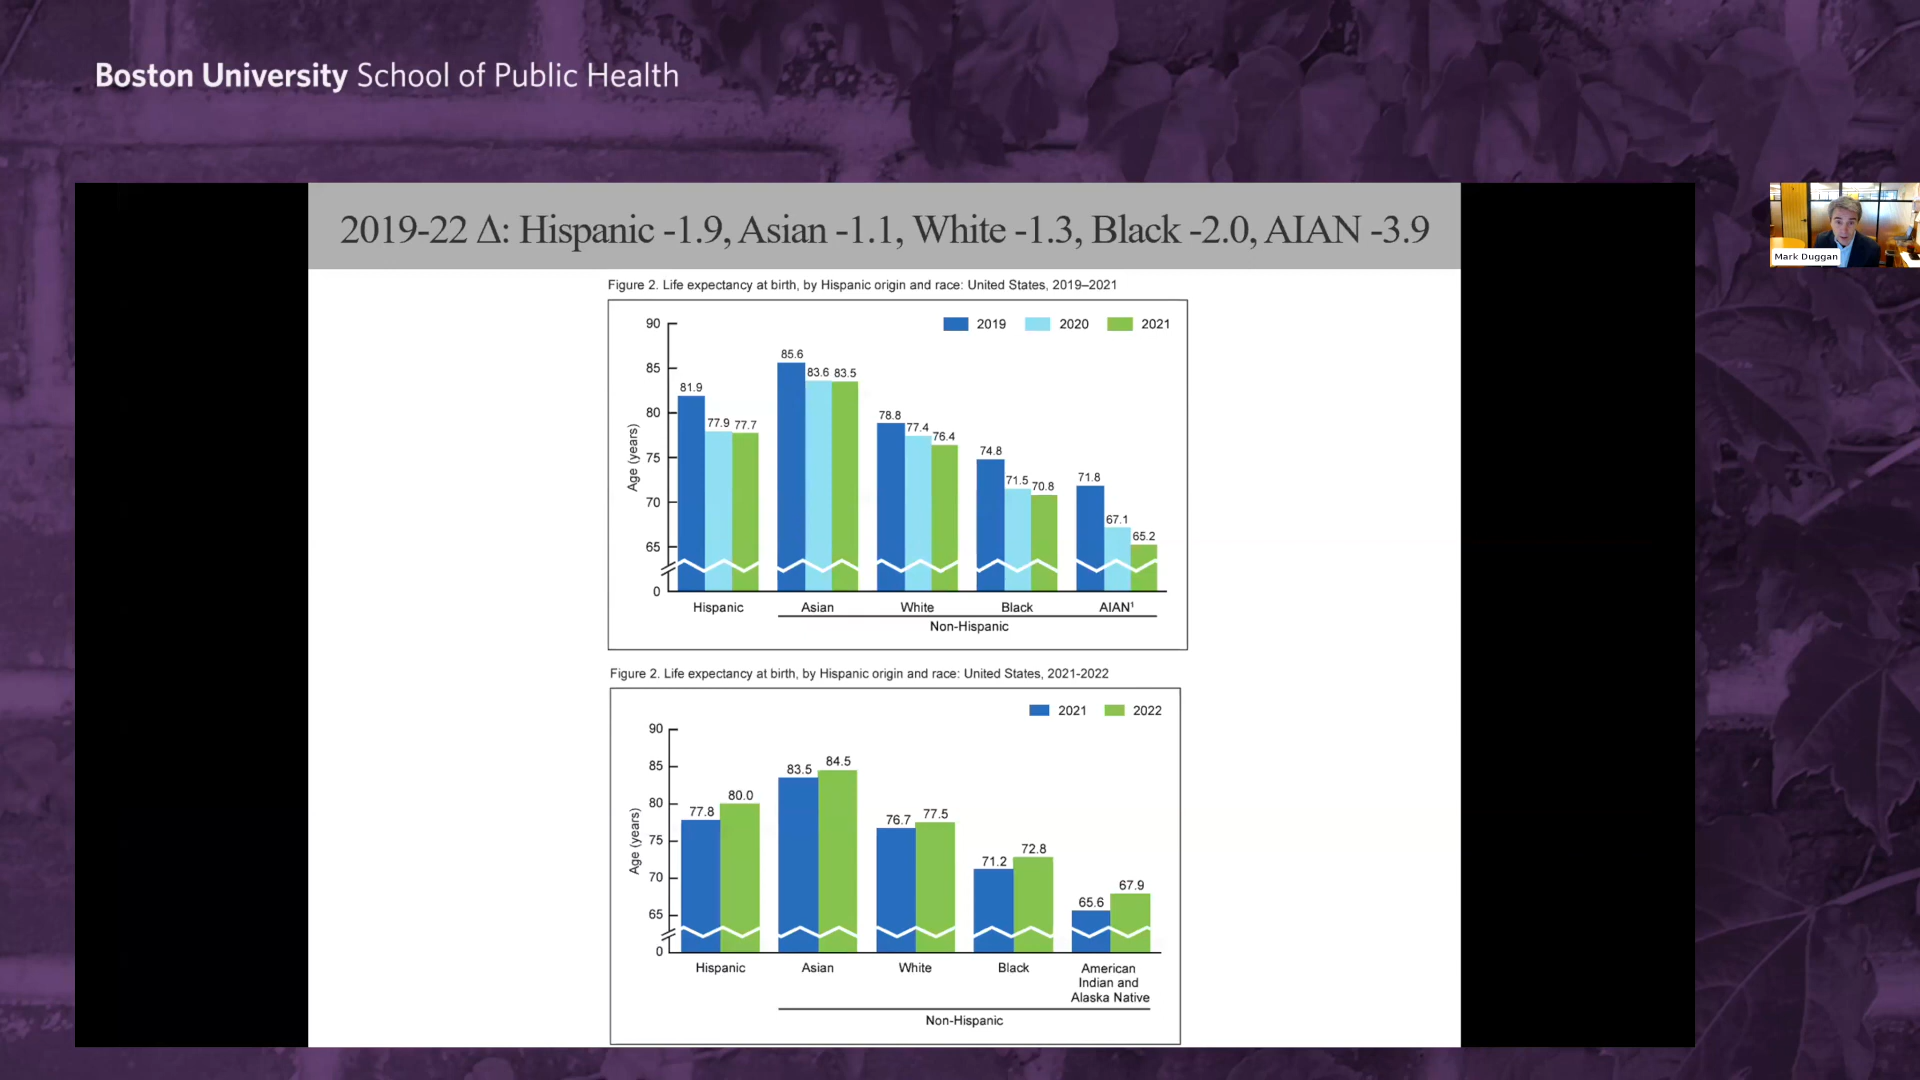 Boston University School of Public Health
2019-22 Δ: Hispanic -1.9, Asian -1.1, White -1.3, Black -2.0, AIAN -3.9
Mark Duggan
Figure 2. Life expectancy at birth, by Hispanic origin and race: United States, 2019–2021
2019 2020 2021
Age (years)
90
85
80
75
70
65
0
81.9 77.9 77.7
85.6 83.6 83.5
78.8 77.4 76.4
74.8 71.5 70.8
71.8 67.1 65.2
Hispanic Asian White Black AIAN¹
Non-Hispanic
Figure 2. Life expectancy at birth, by Hispanic origin and race: United States, 2021-2022
2021 2022
Age (years)
90
85
80
75
70
65
0
77.8 80.0
83.5 84.5
76.7 77.5
71.2 72.8
65.6 67.9
Hispanic Asian White Black American
Indian and
Alaska Native
Non-Hispanic